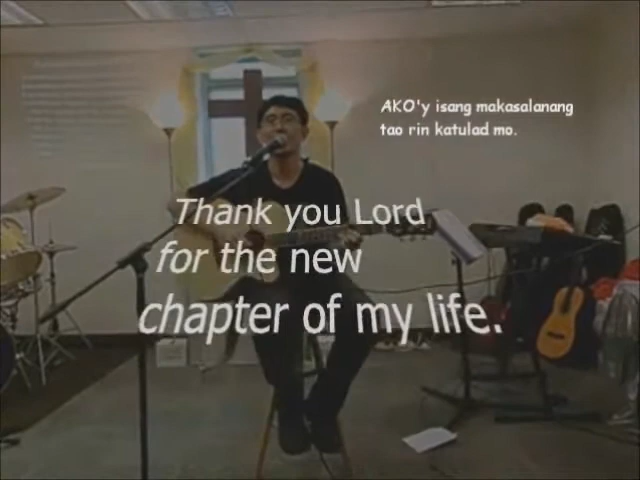 AKO'y isang makasalanang
tao rin katulad mo.
Thank you Lord
for the new
chapter of my life.